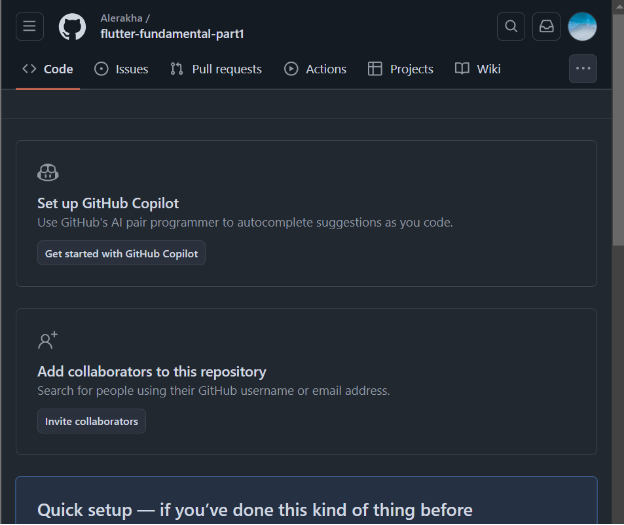 Alerakha /
flutter-fundamental-part1
Code Issues Pull requests Actions Projects Wiki
Set up GitHub Copilot
Use GitHub's AI pair programmer to autocomplete suggestions as you code.
Get started with GitHub Copilot
Add collaborators to this repository
Search for people using their GitHub username or email address.
Invite collaborators
Quick setup — if you've done this kind of thing before